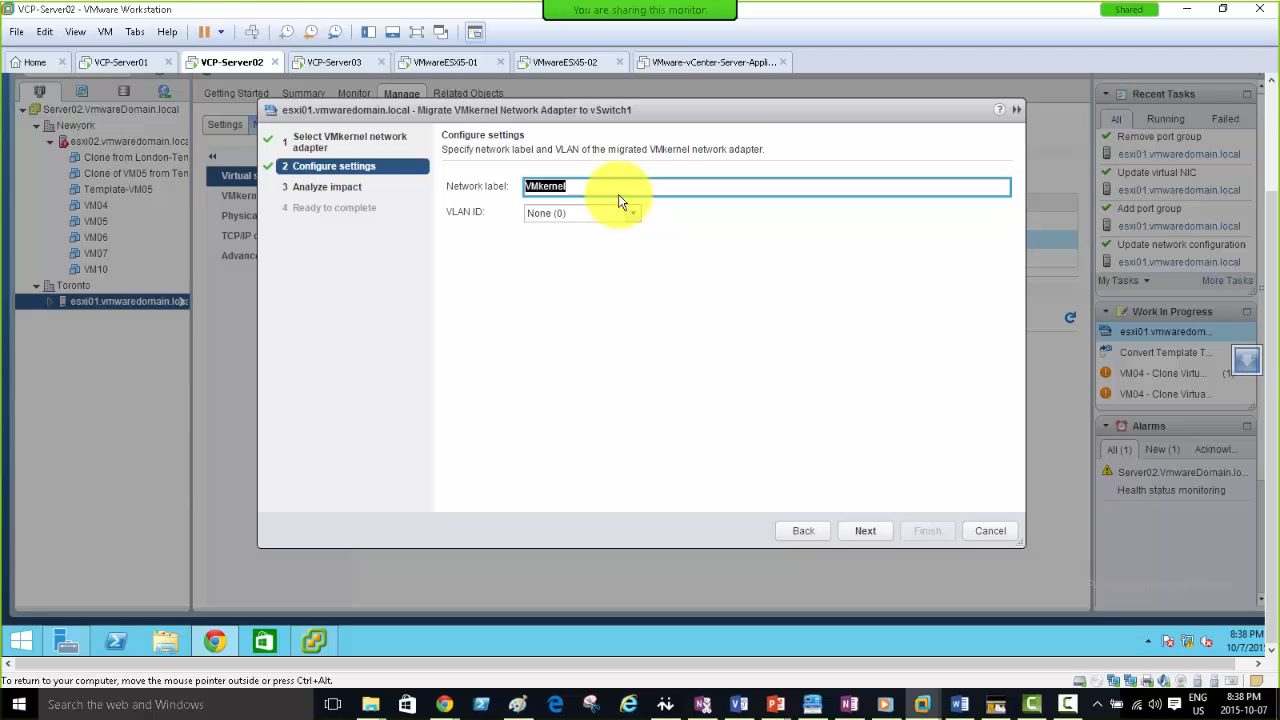 VCP-Server02 - VMware Workstation
You are sharing this monitor.
Shared
File Edit View VM Tabs Help
Home VCP-Server01 VCP-Server02 VCP-Server03 VMwareESXi5-01 VMwareESXi5-02 VMware-vCenter-Server-Appli...
Getting Started Summary Monitor Manage Related Objects
Settings
Virtual s
VMkern
Physica
TCP/IP c
Advanc
Server02.VmwareDomain.local
Newyork
esxi02.vmwaredomain.local
Clone from London-Tem
Clone of VM05 from Tem
Template-VM05
VM04
VM05
VM06
VM07
VM10
Toronto
esxi01.vmwaredomain.loc
esxi01.vmwaredomain.local - Migrate VMkernel Network Adapter to vSwitch1
1 Select VMkernel network
adapter
2 Configure settings
3 Analyze impact
4 Ready to complete
Configure settings
Specify network label and VLAN of the migrated VMkernel network adapter.
Network label: VMkernel
VLAN ID: None (0)
Back Next Finish Cancel
Recent Tasks
All Running Failed
Remove port group
esxi01.vmwaredomain.local
Update virtual NIC
esxi01.vmwaredomain.local
Add port group
esxi01.vmwaredomain.local
Update network configuration
esxi01.vmwaredomain.local
My Tasks More Tasks
Work In Progress
esxi01.vmwaredom...
Convert Template T...
VM04 - Clone Virtu...
VM04 - Clone Virtu...
Alarms
All (1) New (1) Acknowl...
Server02.VmwareDomain.lo...
Health status monitoring
8:38 PM
10/7/201
To return to your computer, move the mouse pointer outside or press Ctrl+Alt.
Search the web and Windows
ENG
US
8:38 PM
2015-10-07